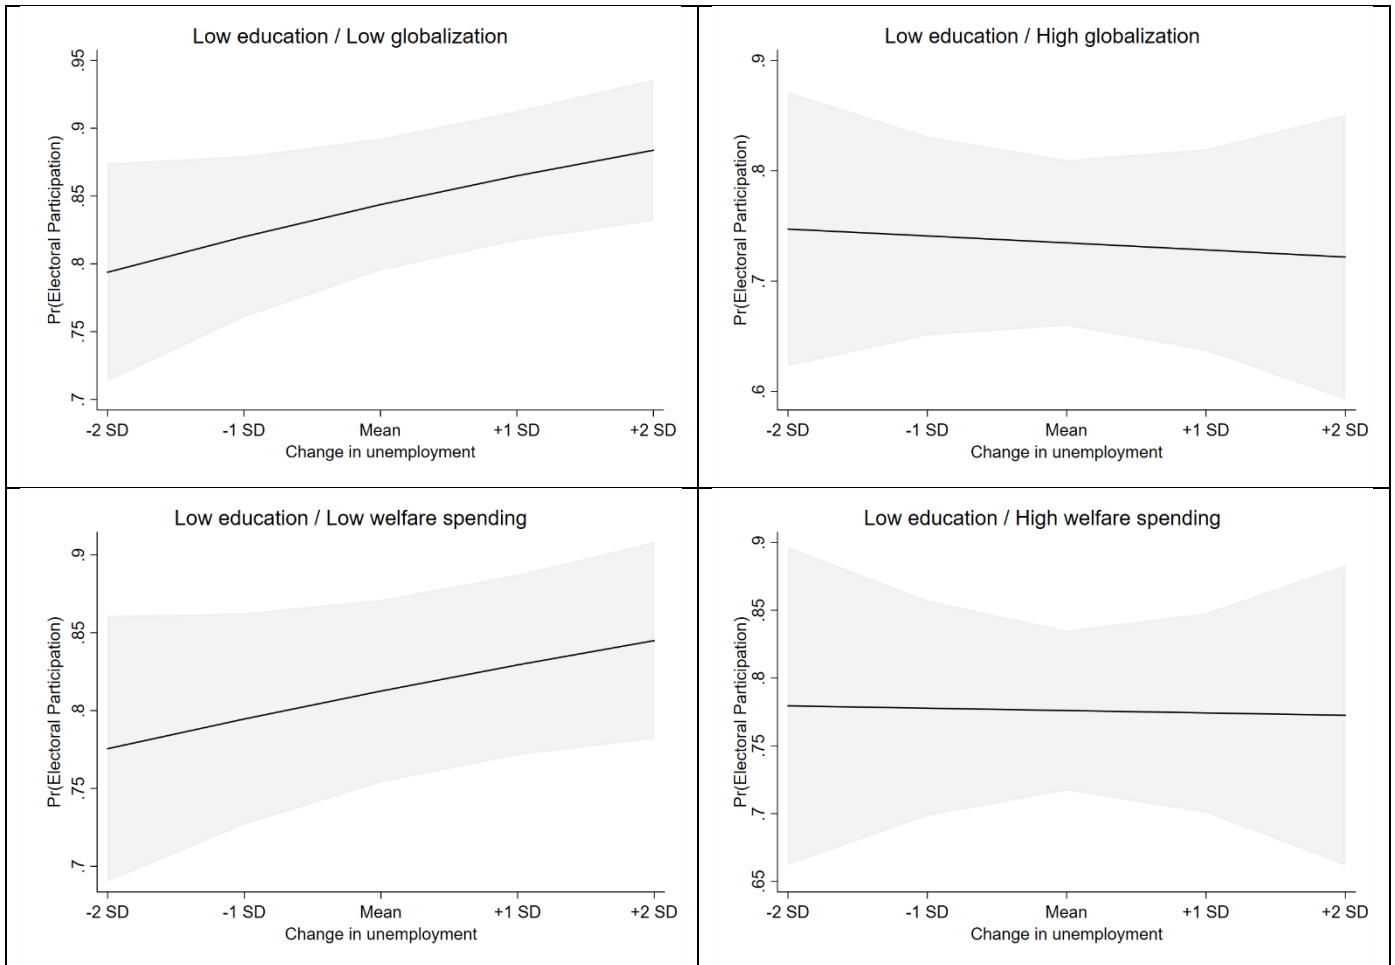 Low education / Low globalization
Pr(Electoral Participation)
.95
.9
.85
.8
.75
.7
-2 SD -1 SD Mean +1 SD +2 SD
Change in unemployment
Low education / High globalization
Pr(Electoral Participation)
.9
.8
.7
.6
-2 SD -1 SD Mean +1 SD +2 SD
Change in unemployment
Low education / Low welfare spending
Pr(Electoral Participation)
.9
.85
.8
.75
.7
-2 SD -1 SD Mean +1 SD +2 SD
Change in unemployment
Low education / High welfare spending
Pr(Electoral Participation)
.9
.85
.8
.75
.7
.65
-2 SD -1 SD Mean +1 SD +2 SD
Change in unemployment